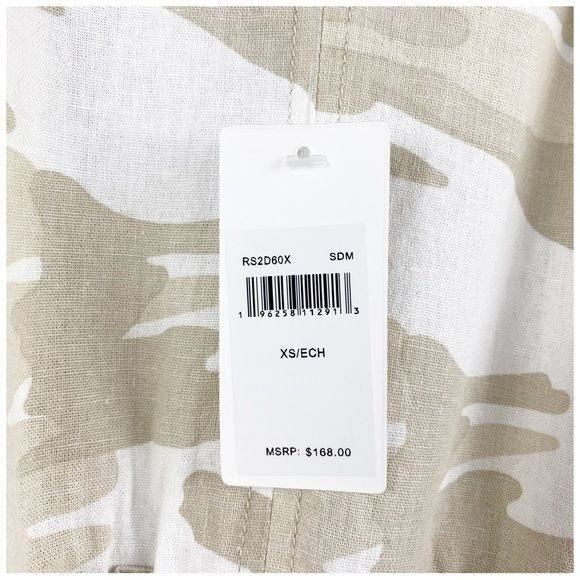 RS2D60X SDM
1 96258 11291 3
XS/ECH
MSRP: $168.00